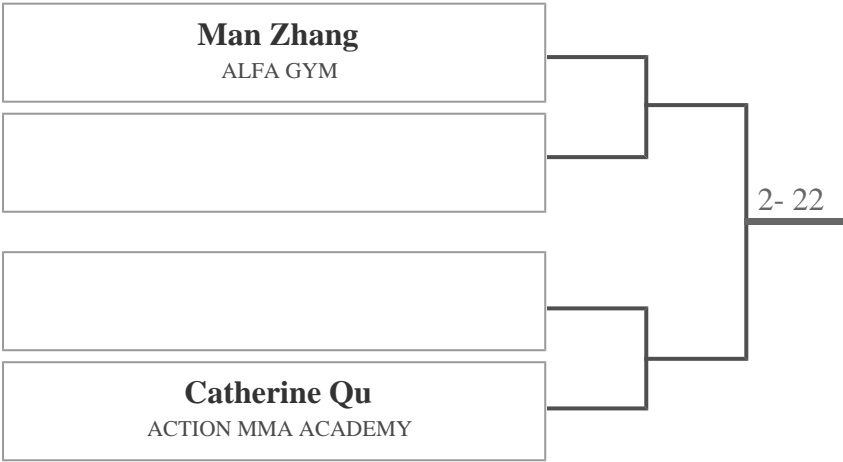 Man Zhang
ALFA GYM
2- 22
Catherine Qu
ACTION MMA ACADEMY